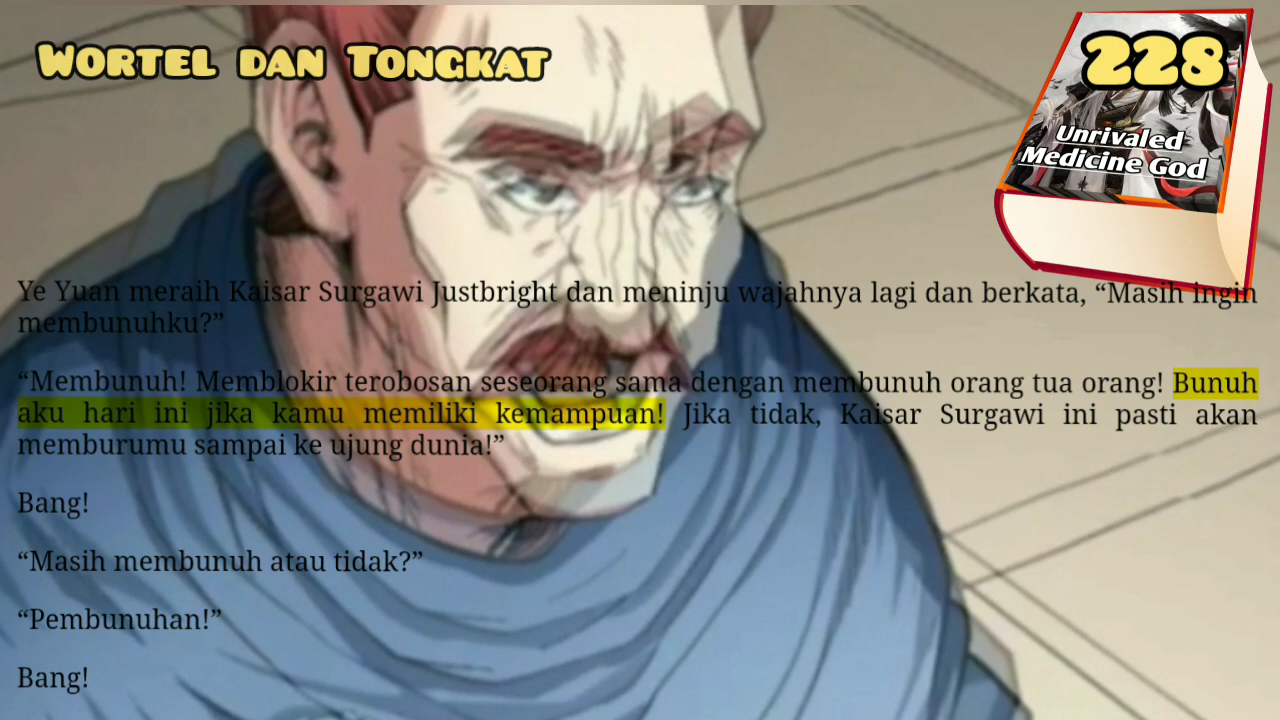 Wortel dan Tongkat
228
Unrivaled
Medicine God
Ye Yuan meraih Kaisar Surgawi Justbright dan meninju wajahnya lagi dan berkata, “Masih ingin
membunuhku?”
“Membunuh! Memblokir terobosan seseorang sama dengan membunuh orang tua orang! Bunuh
aku hari ini jika kamu memiliki kemampuan! Jika tidak, Kaisar Surgawi ini pasti akan
memburumu sampai ke ujung dunia!”
Bang!
“Masih membunuh atau tidak?”
“Pembunuhan!”
Bang!